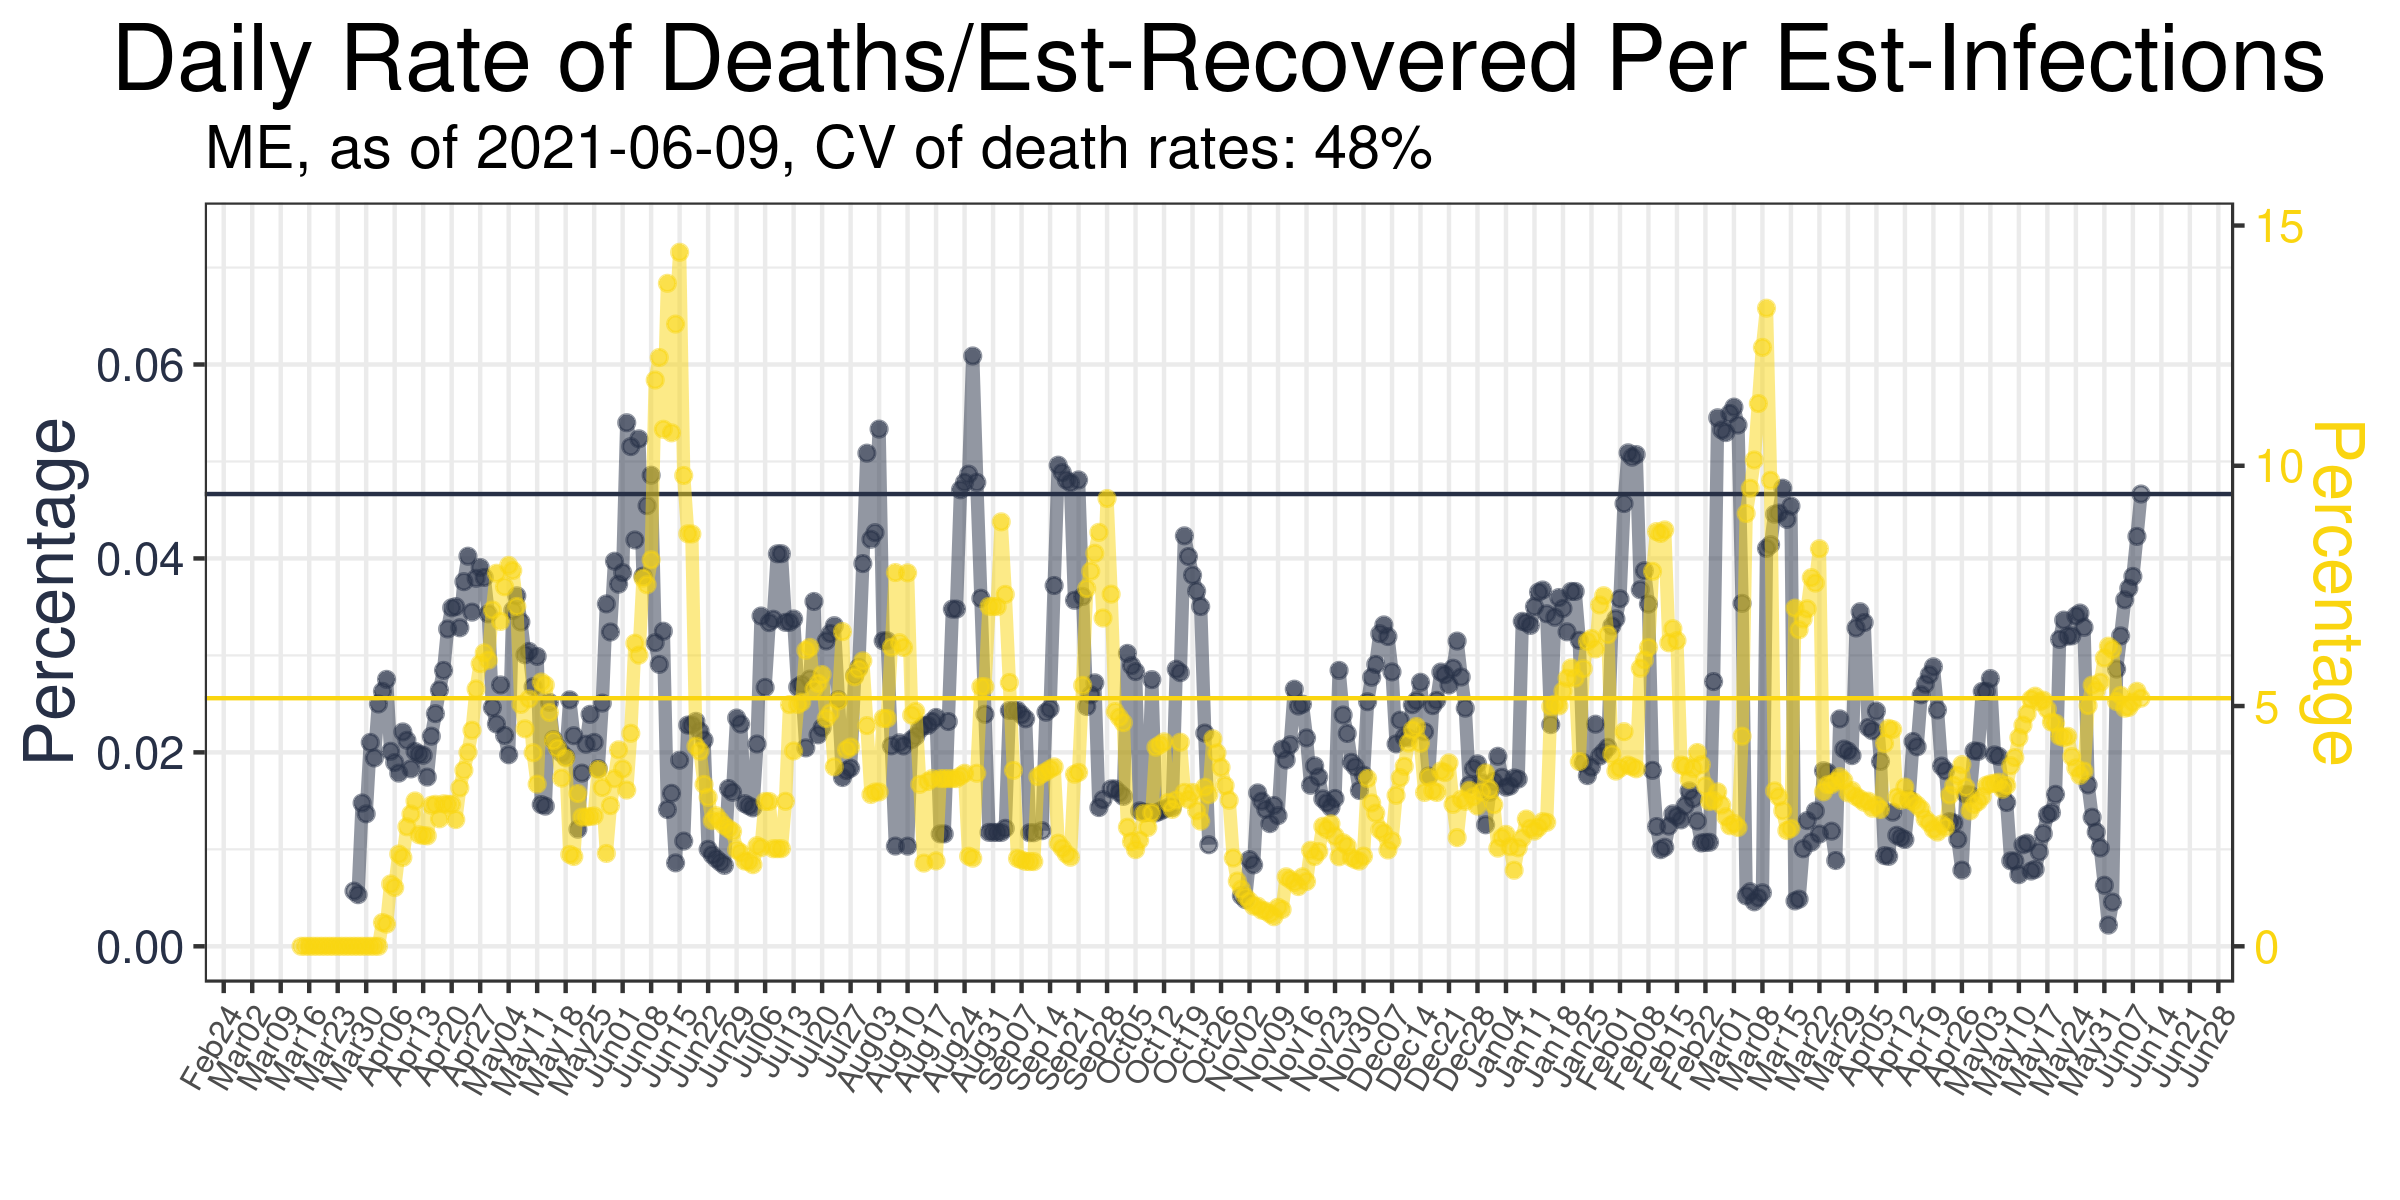 Daily Rate of Deaths/Est-Recovered Per Est-Infections
ME, as of 2021-06-09, CV of death rates: 48%
Percentage
0.06
0.04
0.02
0.00
15
10
5
0
Percentage
Feb24
Mar02
Mar09
Mar16
Mar23
Mar30
Apr06
Apr13
Apr20
Apr27
May04
May11
May18
May25
Jun01
Jun08
Jun15
Jun22
Jun29
Jul06
Jul13
Jul20
Jul27
Aug03
Aug10
Aug17
Aug24
Aug31
Sep07
Sep14
Sep21
Sep28
Oct05
Oct12
Oct19
Oct26
Nov02
Nov09
Nov16
Nov23
Nov30
Dec07
Dec14
Dec21
Dec28
Jan04
Jan11
Jan18
Jan25
Feb01
Feb08
Feb15
Feb22
Mar01
Mar08
Mar15
Mar22
Mar29
Apr05
Apr12
Apr19
Apr26
May03
May10
May17
May24
May31
Jun07
Jun14
Jun21
Jun28